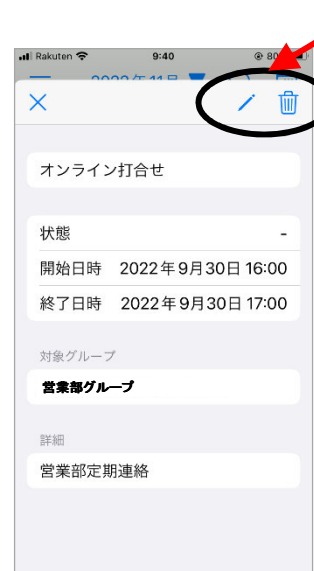 Rakuten 9:40
オンライン打合せ
状態 -
開始日時 2022年9月30日 16:00
終了日時 2022年9月30日 17:00
対象グループ
営業部グループ
詳細
営業部定期連絡